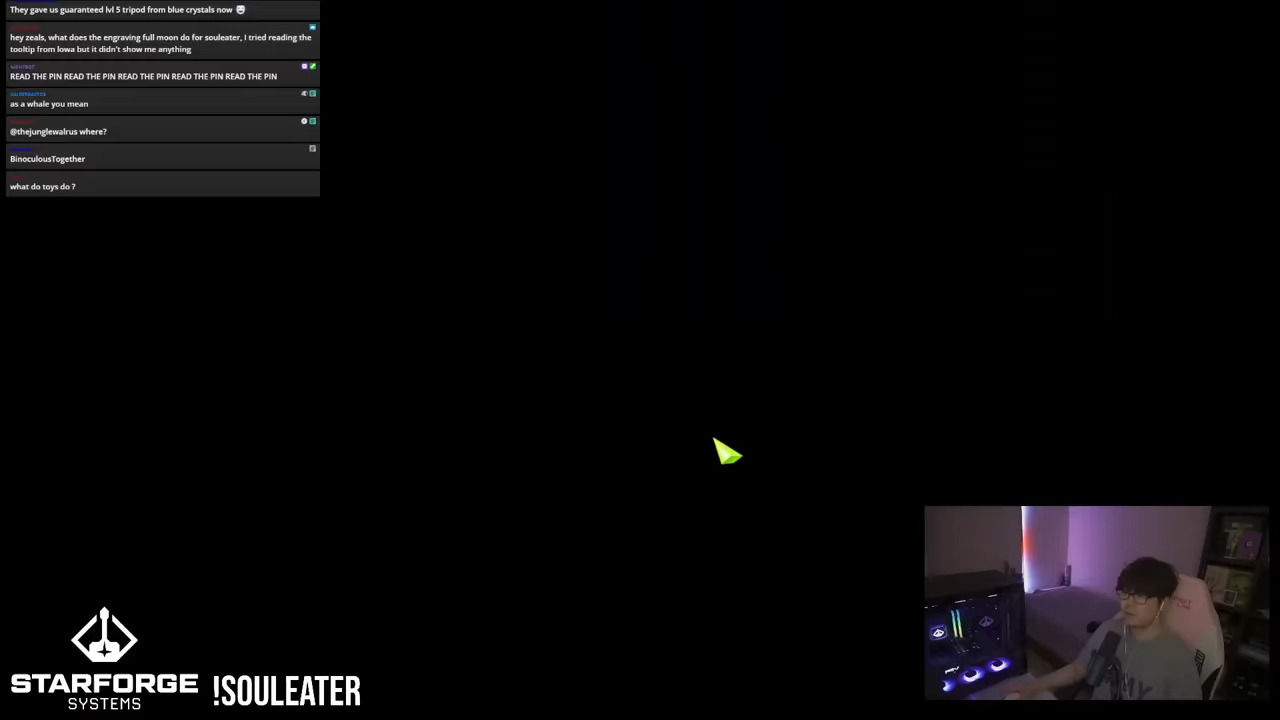 They gave us guaranteed lvl 5 tripod from blue crystals now
hey zeals, what does the engraving full moon do for souleater, I tried reading the
tooltip from lowa but it didn't show me anything
READ THE PIN READ THE PIN READ THE PIN READ THE PIN READ THE PIN
as a whale you mean
@thejunglewalrus where?
BinoculousTogether
what do toys do ?
STARFORGE
SYSTEMS
!SOULEATER